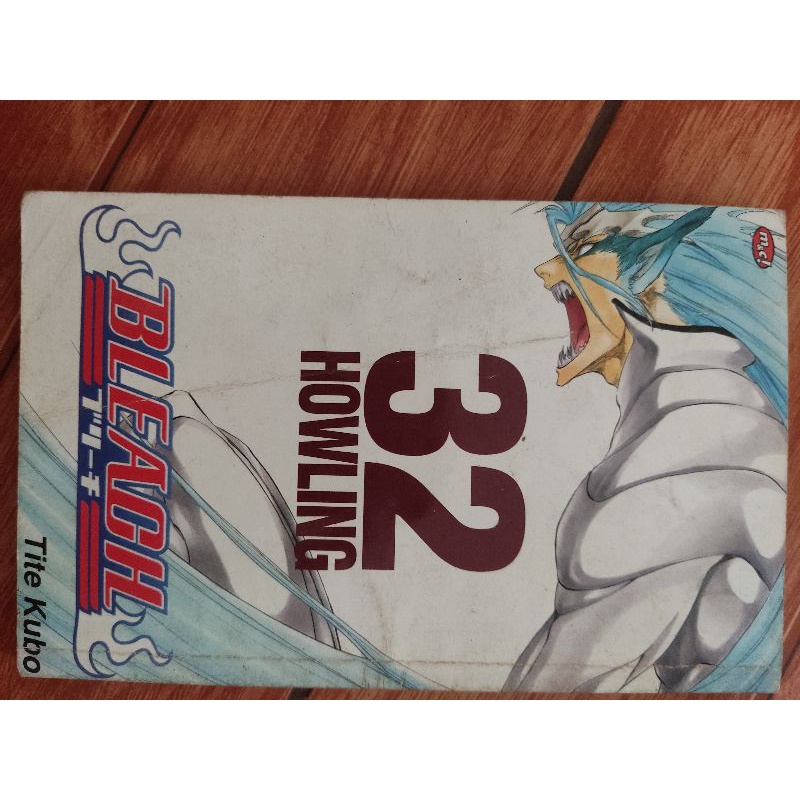 m&c!
32
HOWLING
BLEACH
ブリーチ
Tite Kubo